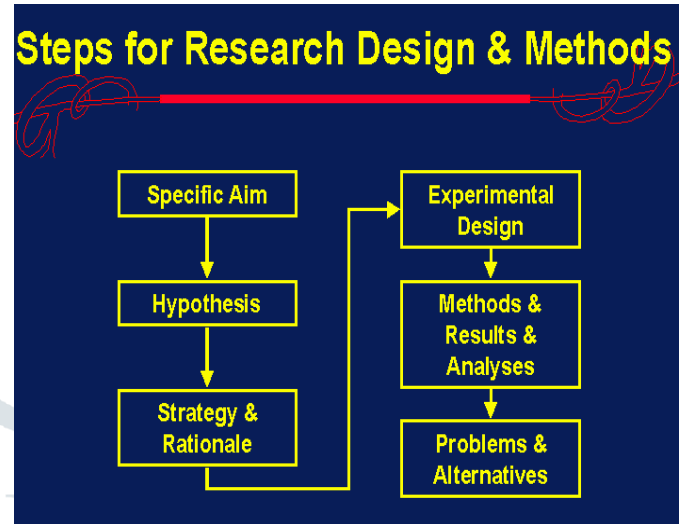 Steps for Research Design & Methods
Specific Aim
Hypothesis
Strategy &
Rationale
Experimental
Design
Methods &
Results &
Analyses
Problems &
Alternatives